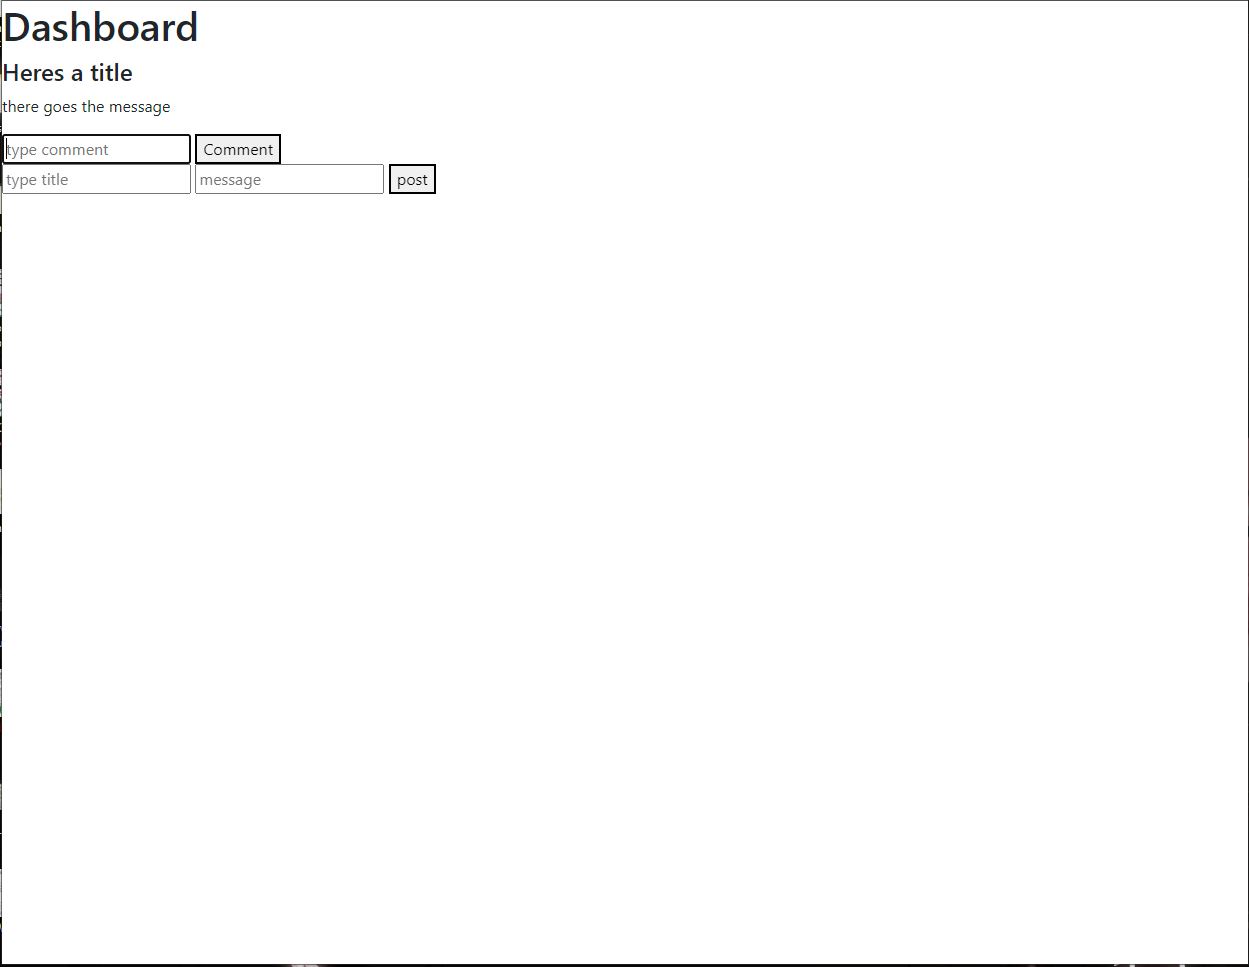 Dashboard
Heres a title
there goes the message
type comment Comment
type title message post